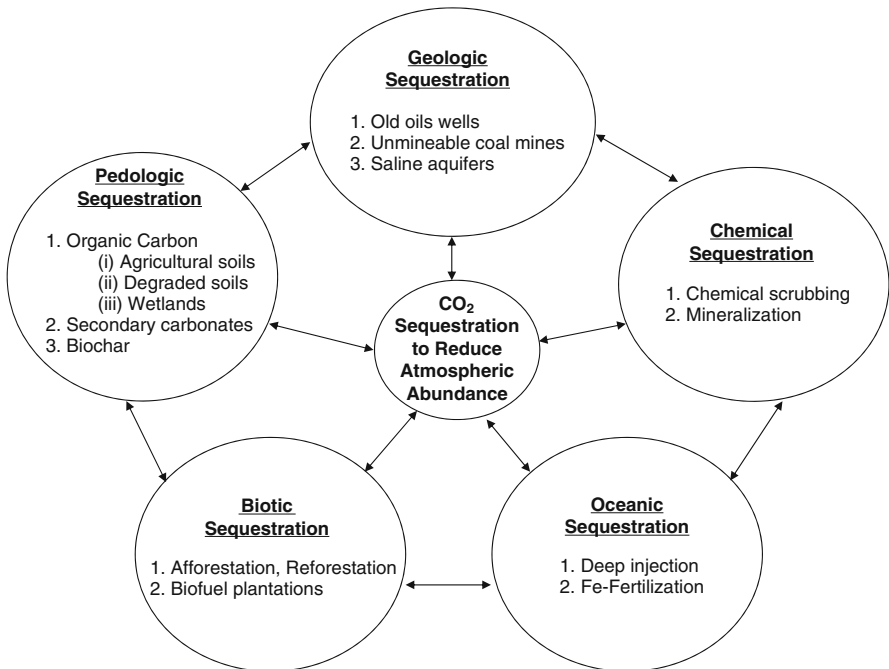 Geologic
Sequestration
1. Old oils wells
2. Unmineable coal mines
3. Saline aquifers
Pedologic
Sequestration
1. Organic Carbon
(i) Agricultural soils
(ii) Degraded soils
(iii) Wetlands
2. Secondary carbonates
3. Biochar
Chemical
Sequestration
1. Chemical scrubbing
2. Mineralization
CO₂
Sequestration
to Reduce
Atmospheric
Abundance
Biotic
Sequestration
1. Afforestation, Reforestation
2. Biofuel plantations
Oceanic
Sequestration
1. Deep injection
2. Fe-Fertilization